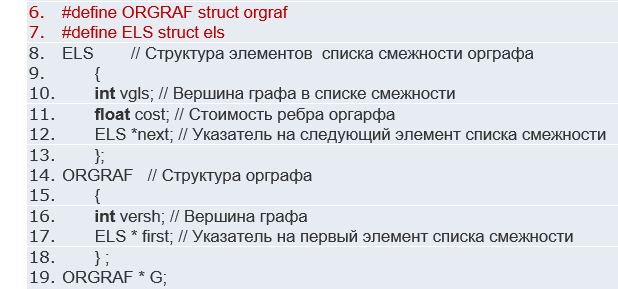 6. #define ORGRAF struct orgraf
7. #define ELS struct els
8. ELS // Структура элементов списка смежности орграфа
9. {
10. int vgls; // Вершина графа в списке смежности
11. float cost; // Стоимость ребра оргарфа
12. ELS *next; // Указатель на следующий элемент списка смежности
13. };
14. ORGRAF // Структура орграфа
15. {
16. int versh; // Вершина графа
17. ELS * first; // Указатель на первый элемент списка смежности
18. } ;
19. ORGRAF * G;